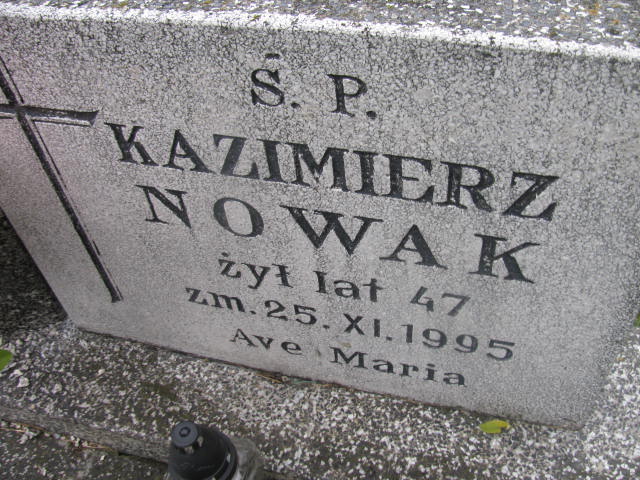 Ś. P.
KAZIMIERZ
NOWAK
żył lat 47
zm. 25. XI. 1995
Ave Maria